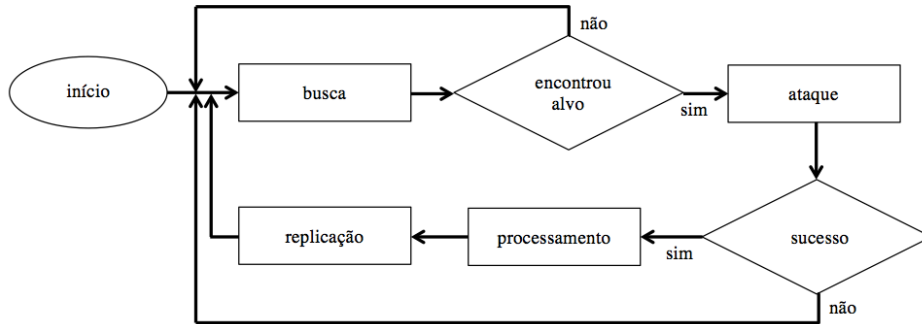 não
início
busca
encontrou
alvo
sim
ataque
replicação
processamento
sim
sucesso
não